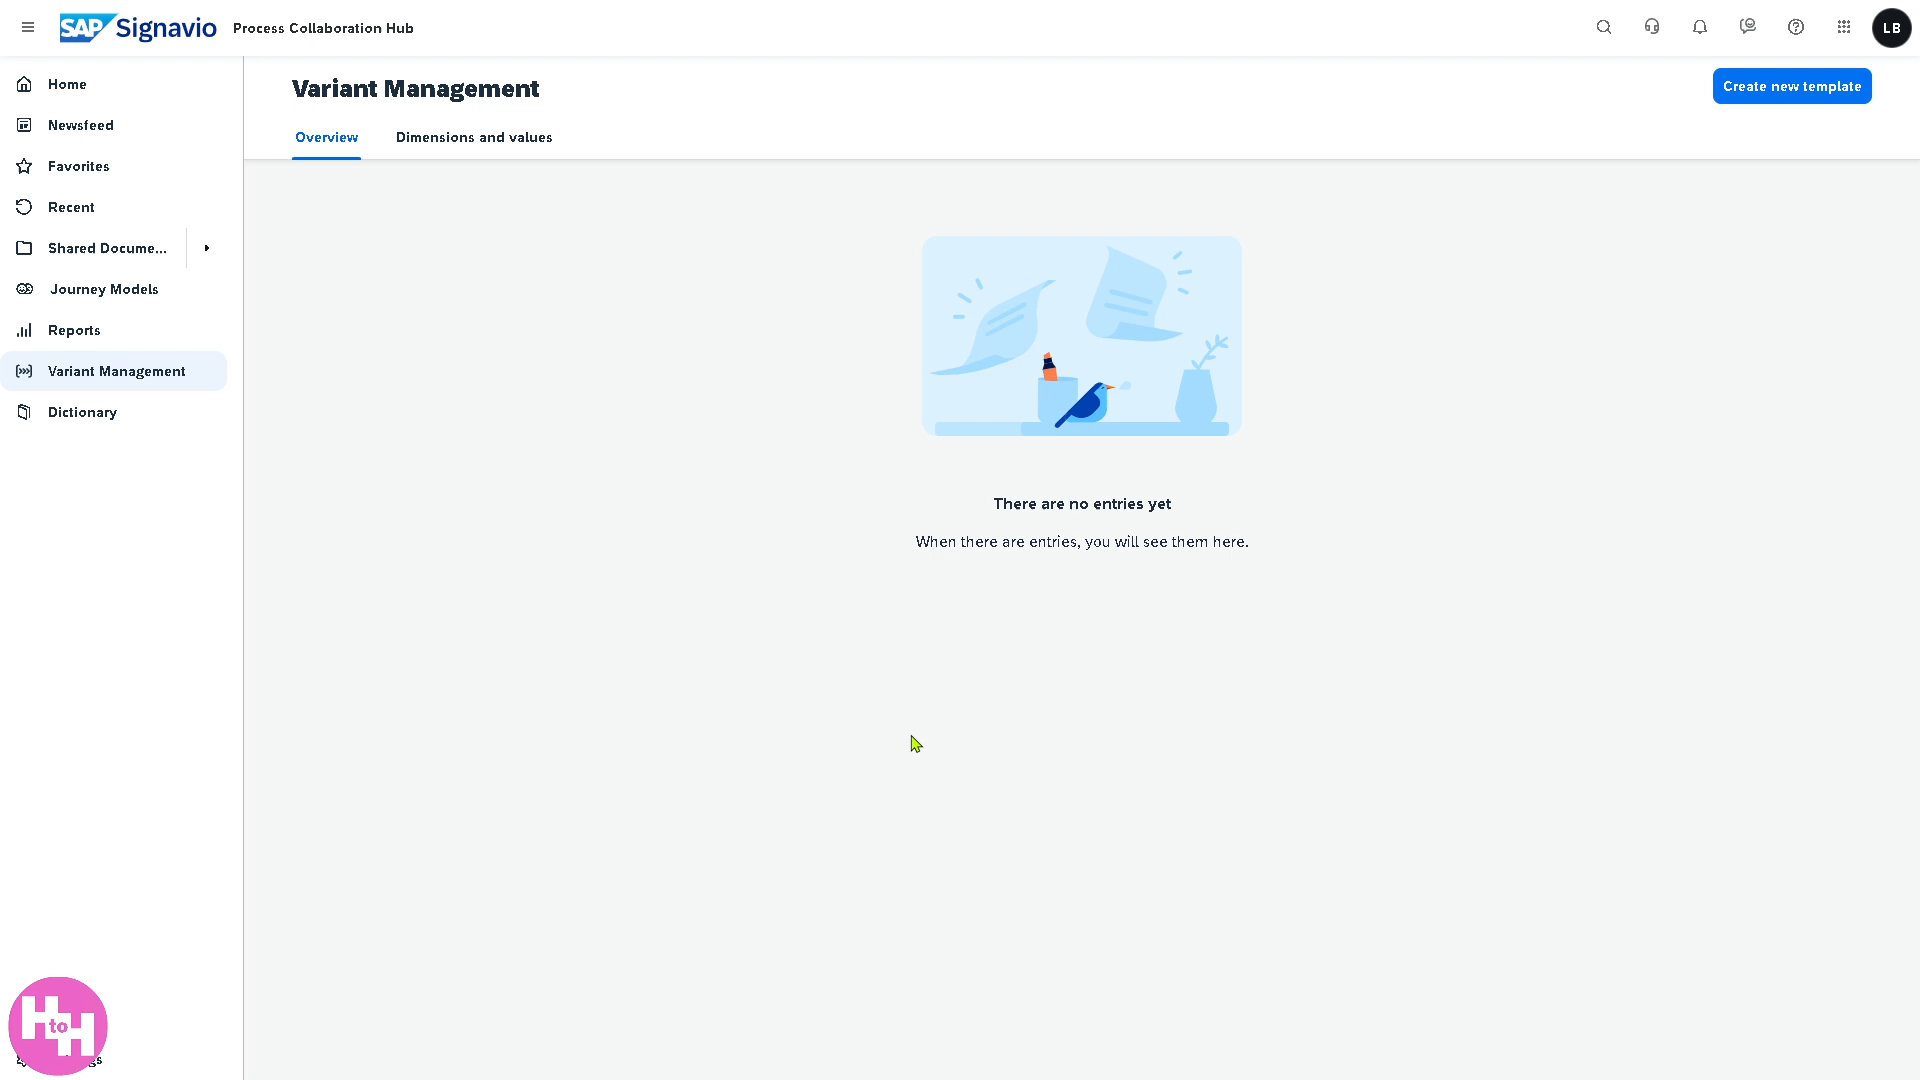 SAP Signavio Process Collaboration Hub
LB
Home
Newsfeed
Favorites
Recent
Shared Docume...
Journey Models
Reports
Variant Management
Dictionary
Variant Management
Create new template
Overview
Dimensions and values
There are no entries yet
When there are entries, you will see them here.
H to H